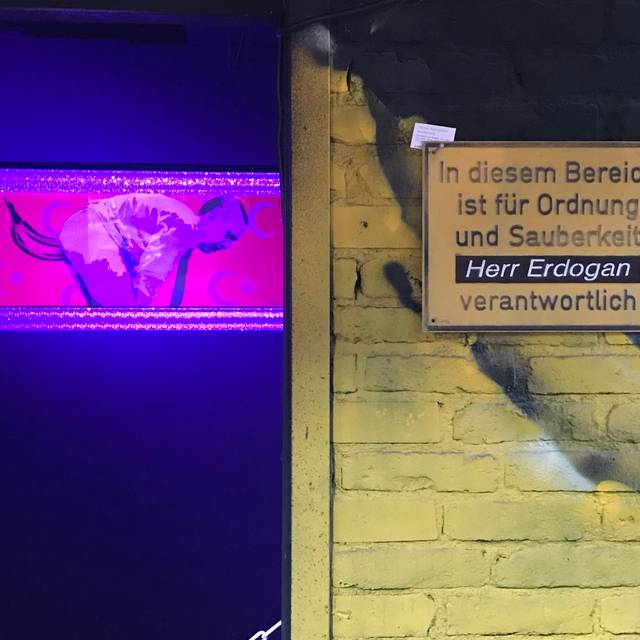 In diesem Bereic
ist für Ordnung
und Sauberkeit
Herr Erdogan
verantwortlich